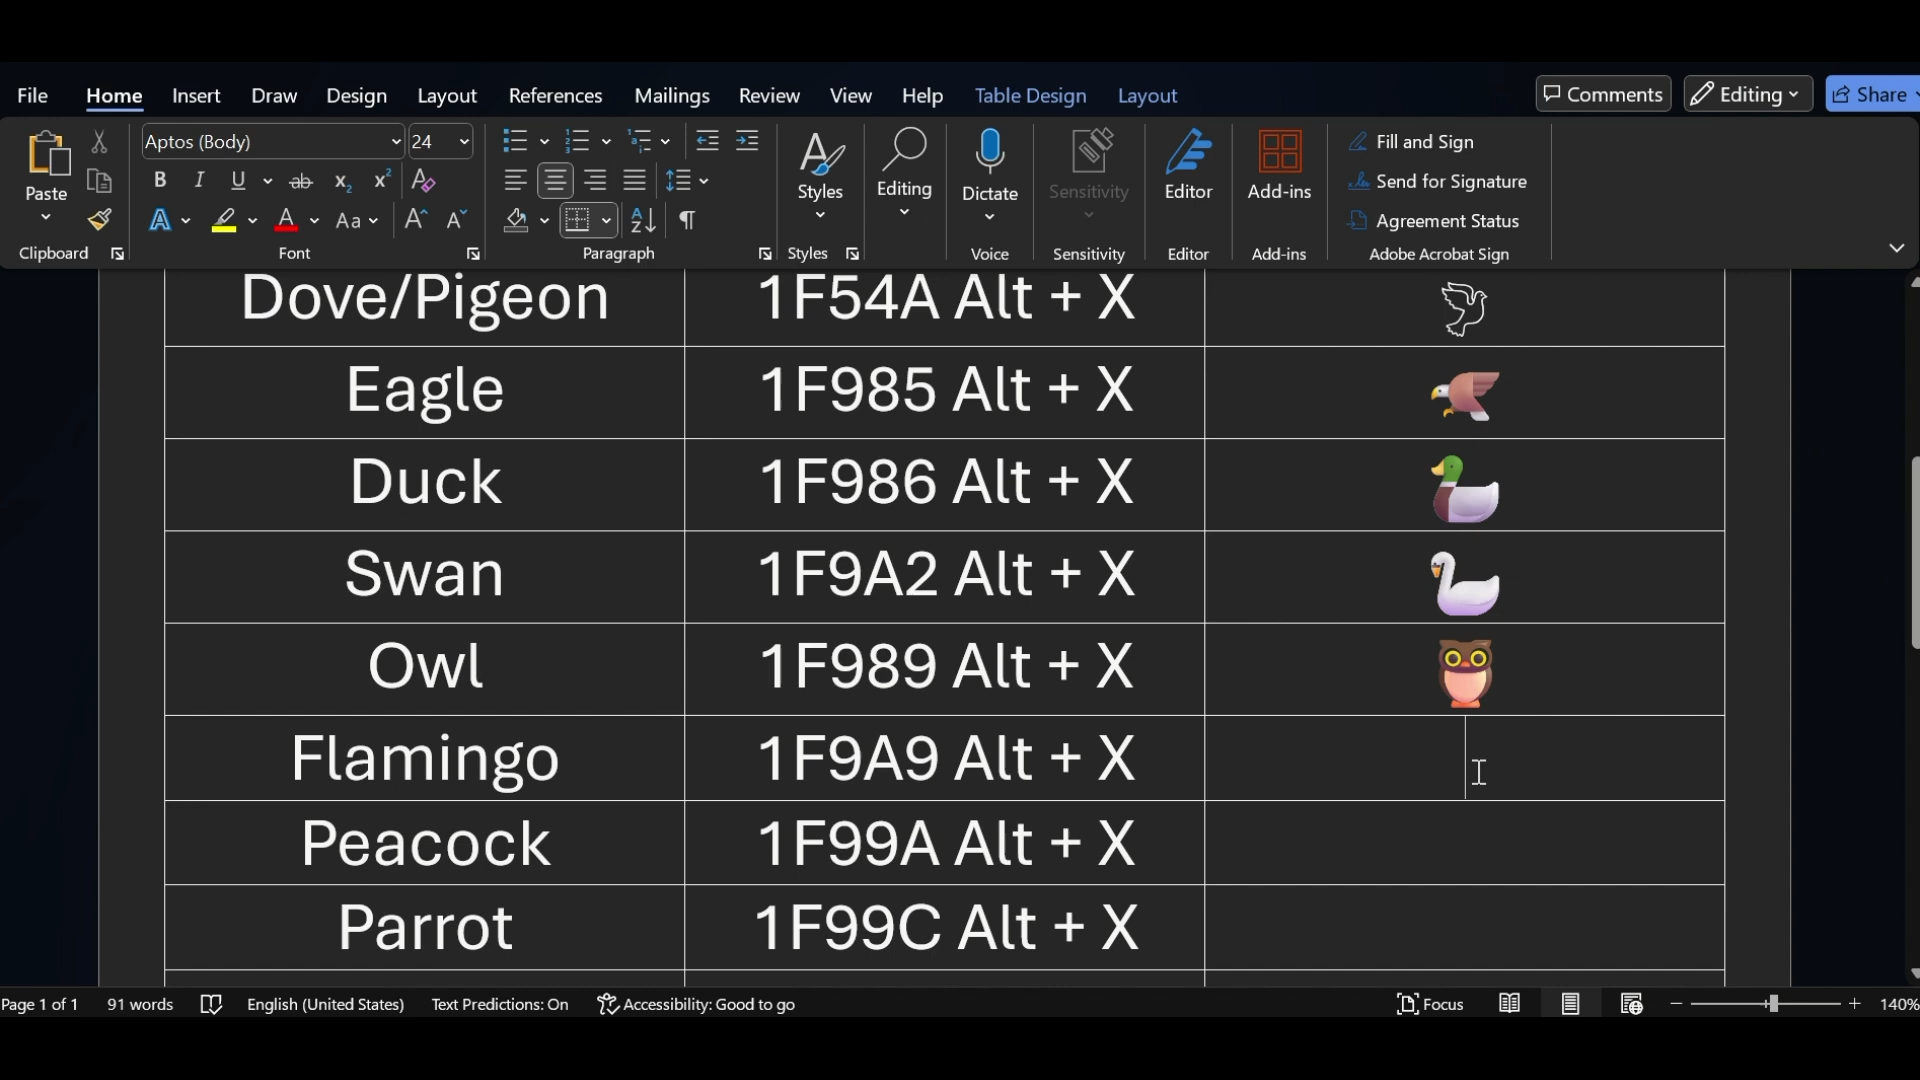 File Home Insert Draw Design Layout References Mailings Review View Help Table Design Layout Comments Editing Share
Paste
Clipboard
Aptos (Body) 24
Font
Paragraph
Styles
Styles
Editing
Dictate
Voice
Sensitivity
Sensitivity
Editor
Editor
Add-ins
Add-ins
Fill and Sign
Send for Signature
Agreement Status
Adobe Acrobat Sign
Dove/Pigeon 1F54A Alt + X
Eagle 1F985 Alt + X
Duck 1F986 Alt + X
Swan 1F9A2 Alt + X
Owl 1F989 Alt + X
Flamingo 1F9A9 Alt + X
Peacock 1F99A Alt + X
Parrot 1F99C Alt + X
Page 1 of 1 91 words English (United States) Text Predictions: On Accessibility: Good to go Focus 140%